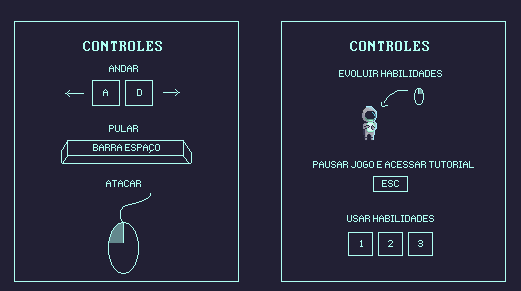 CONTROLES
ANDAR
A D
PULAR
BARRA ESPAÇO
ATACAR
CONTROLES
EVOLUIR HABILIDADES
PAUSAR JOGO E ACESSAR TUTORIAL
ESC
USAR HABILIDADES
1 2 3